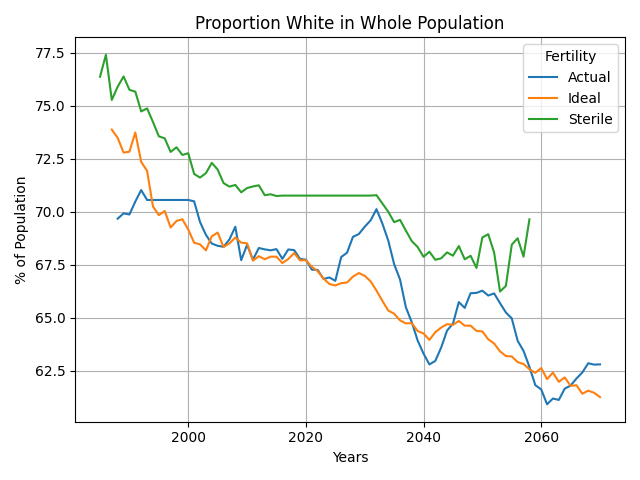 Proportion White in Whole Population
% of Population
77.5
75.0
72.5
70.0
67.5
65.0
62.5
Fertility
Actual
Ideal
Sterile
2000
2020
2040
2060
Years